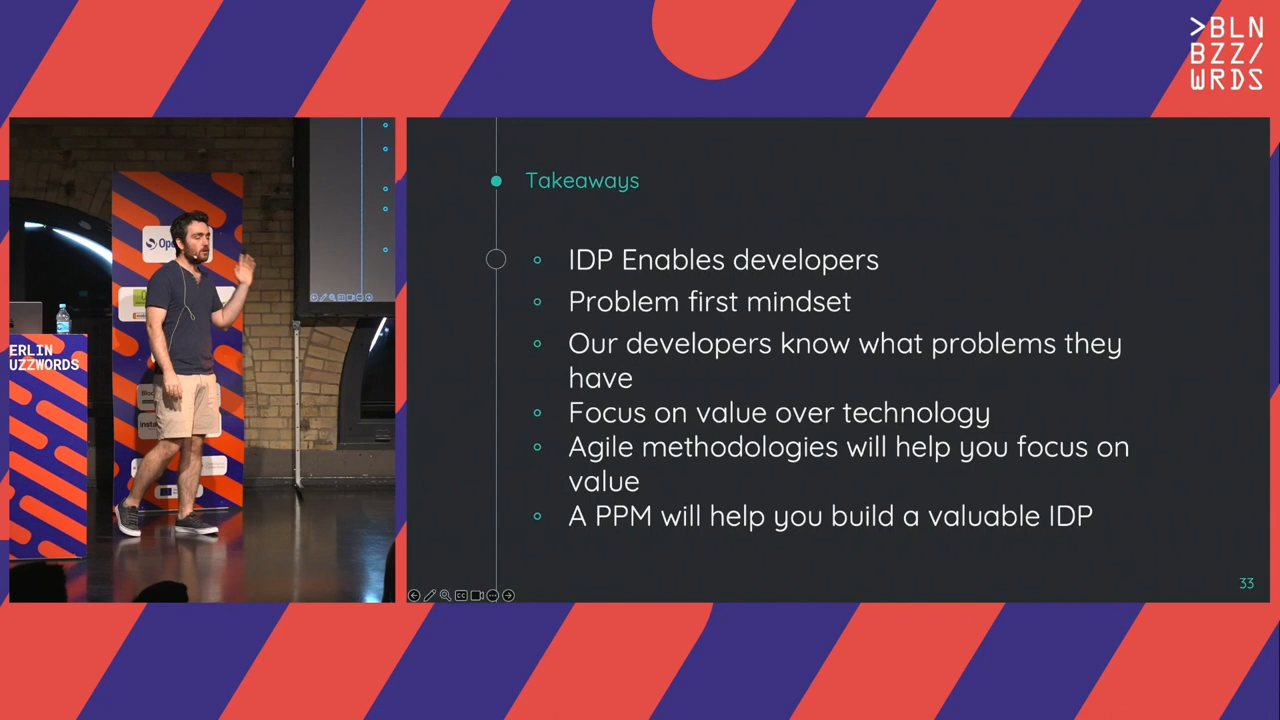 >BLN
BZZ/
WRDS
Takeaways
IDP Enables developers
Problem first mindset
Our developers know what problems they
have
Focus on value over technology
Agile methodologies will help you focus on
value
A PPM will help you build a valuable IDP
33
CC
ERLIN
UZZWORDS